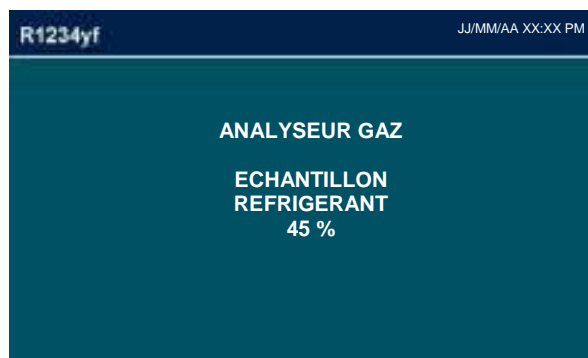 R1234yf
JJ/MM/AA XX:XX PM
ANALYSEUR GAZ
ECHANTILLON
REFRIGERANT
45 %